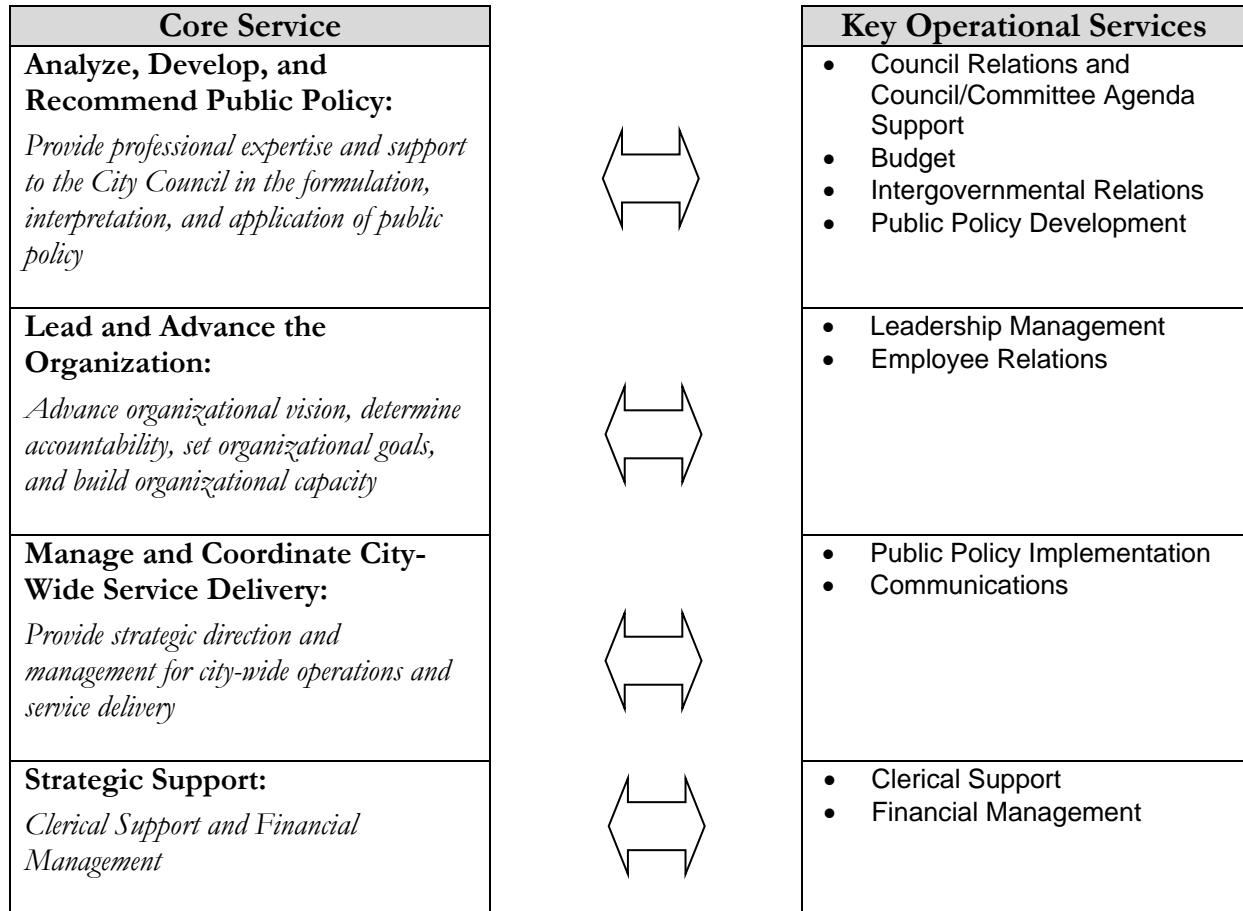 Core Service
Analyze, Develop, and
Recommend Public Policy:
Provide professional expertise and support
to the City Council in the formulation,
interpretation, and application of public
policy
Lead and Advance the
Organization:
Advance organizational vision, determine
accountability, set organizational goals,
and build organizational capacity
Manage and Coordinate City-
Wide Service Delivery:
Provide strategic direction and
management for city-wide operations and
service delivery
Strategic Support:
Clerical Support and Financial
Management
Key Operational Services
• Council Relations and
Council/Committee Agenda
Support
• Budget
• Intergovernmental Relations
• Public Policy Development
• Leadership Management
• Employee Relations
• Public Policy Implementation
• Communications
• Clerical Support
• Financial Management